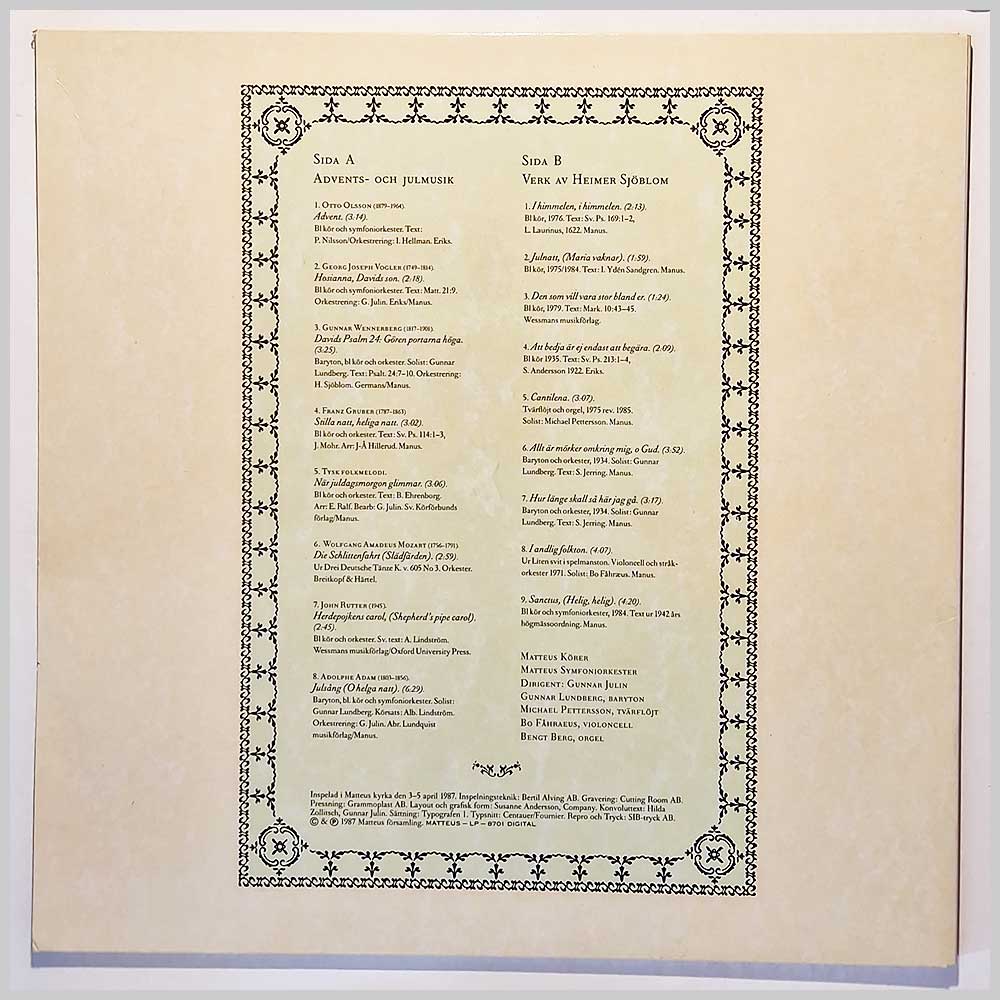 SIDA A
ADVENTS- OCH JULMUSIK
1. OTTO OLSSON (1879–1964).
Advent. (3.14).
Bl kör och symfoniorkester. Text:
P. Nilsson/Orkestrering: I. Hellman. Eriks.
2. GEORG JOSEPH VOGLER (1749–1814).
Hosianna, Davids son. (2:18).
Bl kör och symfoniorkester. Text: Matt. 21:9.
Orkestrering: G. Julin. Eriks/Manus.
3. GUNNAR WENNERBERG (1817–1901).
Davids Psalm 24: Gören portarna höga.
(3:25).
Baryton, bl kör och orkester. Solist: Gunnar
Lundberg. Text: Psalt. 24:7–10. Orkestrering:
H. Sjöblom. Germans/Manus.
4. FRANZ GRUBER (1787–1863)
Stilla natt, heliga natt. (3.02).
Bl kör och orkester. Text: Sv. Ps. 114:1–3,
J. Mohr. Arr: J-Å Hillerud. Manus.
5. TYSK FOLKMELODI.
När juldagsmorgon glimmar. (3:06).
Bl kör och orkester. Text: B. Ehrenborg.
Arr: E. Ralf. Bearb: G. Julin. Sv. Körförbunds
förlag/Manus.
6. WOLFGANG AMADEUS MOZART (1756–1791).
Die Schlittenfahrt (Slädfärden). (2:59).
Ur Drei Deutsche Tänze K. v. 605 No 3. Orkester.
Breitkopf & Härtel.
7. JOHN RUTTER (1945).
Herdepojkens carol, (Shepherd's pipe carol).
(2:45).
Bl kör och orkester. Sv. text: A. Lindström.
Wessmans musikförlag/Oxford University Press.
8. ADOLPHE ADAM (1803–1856).
Julsång (O helga natt). (6:29).
Baryton, bl. kör och symfoniorkester. Solist:
Gunnar Lundberg. Körsats: Alb. Lindström.
Orkestrering: G. Julin. Abr. Lundquist
musikförlag/Manus.
SIDA B
VERK AV HEIMER SJÖBLOM
1. I himmelen, i himmelen. (2:13).
Bl kör, 1976. Text: Sv. Ps. 169:1–2,
L. Laurinus, 1622. Manus.
2. Julnatt, (Maria vaknar). (1:59).
Bl kör, 1975/1984. Text: I. Ydén Sandgren. Manus.
3. Den som vill vara stor bland er. (1:24).
Bl kör, 1979. Text: Mark. 10:43–45.
Wessmans musikförlag.
4. Att bedja är ej endast att begära. (2:09).
Bl kör 1935. Text: Sv. Ps. 213:1–4,
S. Andersson 1922. Eriks.
5. Cantilena. (3:07).
Tvärflöjt och orgel, 1975 rev. 1985.
Solist: Michael Pettersson. Manus.
6. Allt är mörker omkring mig, o Gud. (3:52).
Baryton och orkester, 1934. Solist: Gunnar
Lundberg. Text: S. Jerring. Manus.
7. Hur länge skall så här jag gå. (3:17).
Baryton och orkester, 1934. Solist: Gunnar
Lundberg. Text: S. Jerring. Manus.
8. I andlig folkton. (4:07).
Ur Liten svit i spelmanston. Violoncell och stråk-
orkester 1971. Solist: Bo Fåhræus. Manus.
9. Sanctus, (Helig, helig). (4:20).
Bl kör och symfoniorkester, 1984. Text ur 1942 års
högmässoordning. Manus.
MATTEUS KÖRER
MATTEUS SYMFONIORKESTER
DIRIGENT: GUNNAR JULIN
GUNNAR LUNDBERG, BARYTON
MICHAEL PETTERSSON, TVÄRFLÖJT
BO FÅHRAEUS, VIOLONCELL
BENGT BERG, ORGEL
Inspelad i Matteus kyrka den 3–5 april 1987. Inspelningsteknik: Bertil Alving AB. Gravering: Cutting Room AB.
Pressning: Grammoplast AB. Layout och grafisk form: Susanne Andersson, Company. Konvoluttext: Hilda
Zollitsch, Gunnar Julin. Sättning: Typografen 1. Typsnitt: Centauer/Fournier. Repro och Tryck: SIB-tryck AB.
© & ℗ 1987 Matteus församling. MATTEUS – LP – 8701 DIGITAL